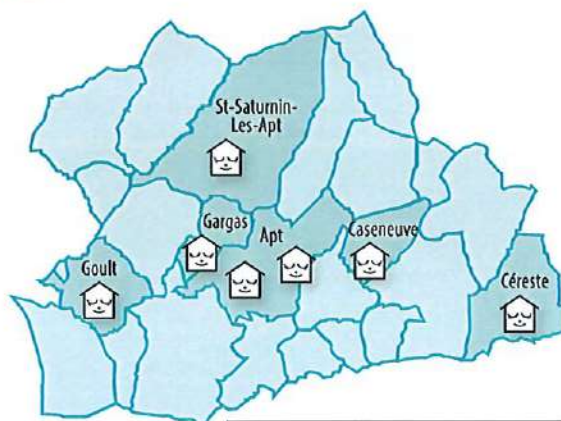 St-Saturnin-
Les-Apt
Gargas
Apt
Caseneuve
Goult
Céreste